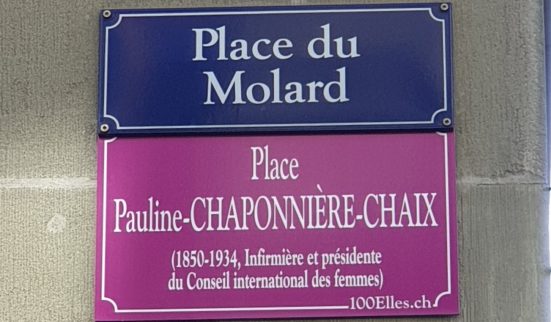 Place du
Molard
Place
Pauline-CHAPONNIÈRE-CHAIX
(1850-1934, Infirmière et présidente
du Conseil international des femmes)
100Elles.ch